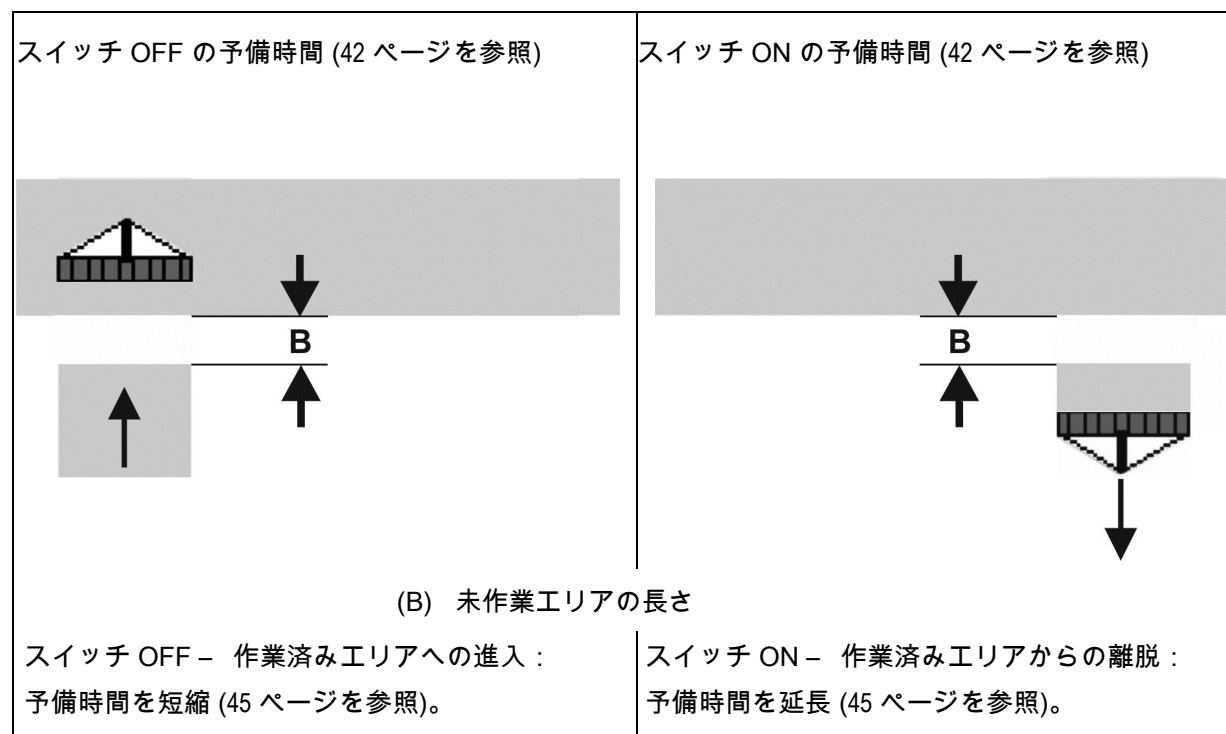 スイッチ OFF の予備時間 (42 ページを参照)
スイッチ ON の予備時間 (42 ページを参照)
B
B
(B) 未作業エリアの長さ
スイッチ OFF – 作業済みエリアへの進入：
予備時間を短縮 (45 ページを参照)。
スイッチ ON – 作業済みエリアからの離脱：
予備時間を延長 (45 ページを参照)。